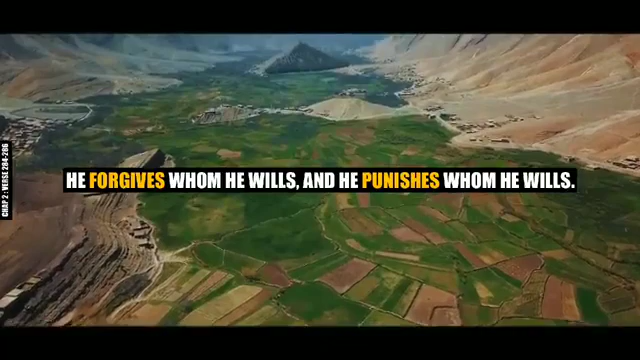 HE FORGIVES WHOM HE WILLS, AND HE PUNISHES WHOM HE WILLS.
CHAP 2 : VERSE 284-286